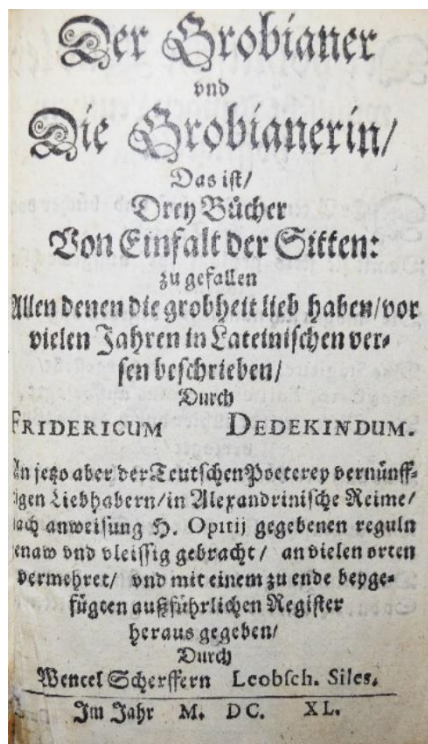 Der Grobianer
vnd
Die Grobianerin/
Das ist/
Drey Bücher
Von Einfalt der Sitten:
zu gefallen
Allen denen die grobheit lieb haben/vor
vielen Jahren in Lateinischen ver⸗
sen beschrieben/
Durch
FRIDERICUM DEDEKINDUM.
An jetzo aber der Teutschen Poeterey vernünff⸗
igen Liebhabern/in Alexandrinische Reime/
nach anweisung H. Opitij gegebenen reguln
genaw vnd vleissig gebracht/ an vielen orten
vermehret/ vnd mit einem zu ende beyge⸗
fügten außführlichen Register
heraus gegeben/
Durch
Wencel Scherffern Leobsch. Siles.
Im Jahr M. DC. XL.